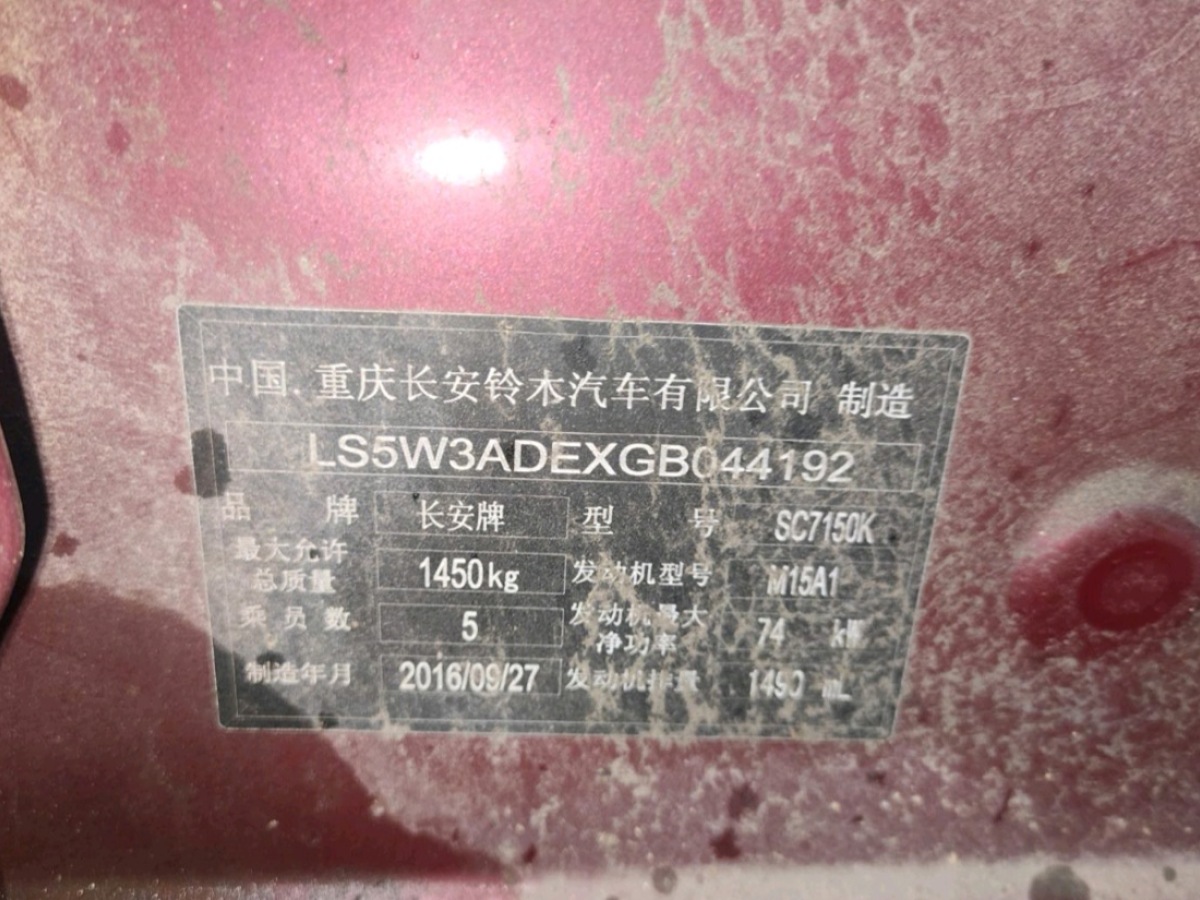 中国.重庆长安铃木汽车有限公司 制造
LS5W3ADEXGB044192
品牌 长安牌 型号 SC7150K
最大允许总质量 1450kg 发动机型号 M15A1
乘员数 5 发动机最大净功率 74 kW
制造年月 2016/09/27 发动机排量 1490 mL